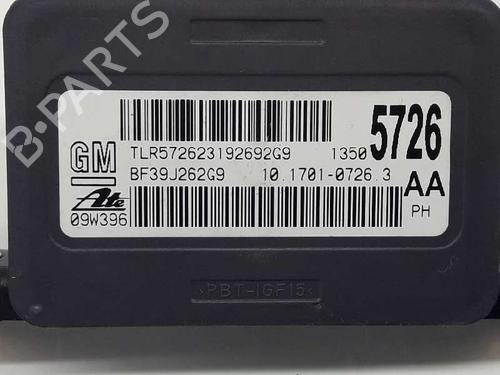 B-PARTS
GM
TLR572623192692G9
1350 5726
BF39J262G9
10.1701-0726.3
AA
Ate
09W396
PH
>PBT-IGF15<